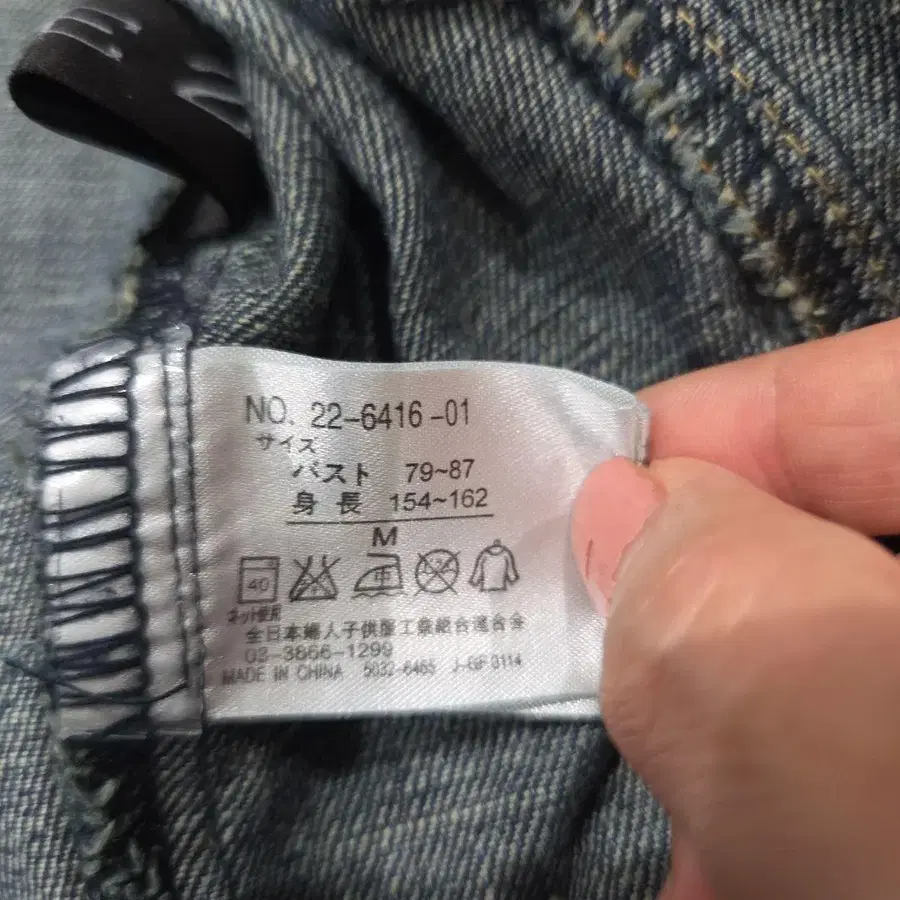 NO. 22-6416-01
サイズ
バスト 79~87
身長 154~162
M
40 中
ネット使用
全日本婦人子供服工業組合連合会
03-3866-1299
MADE IN CHINA 5032-6465 J-GF 0114